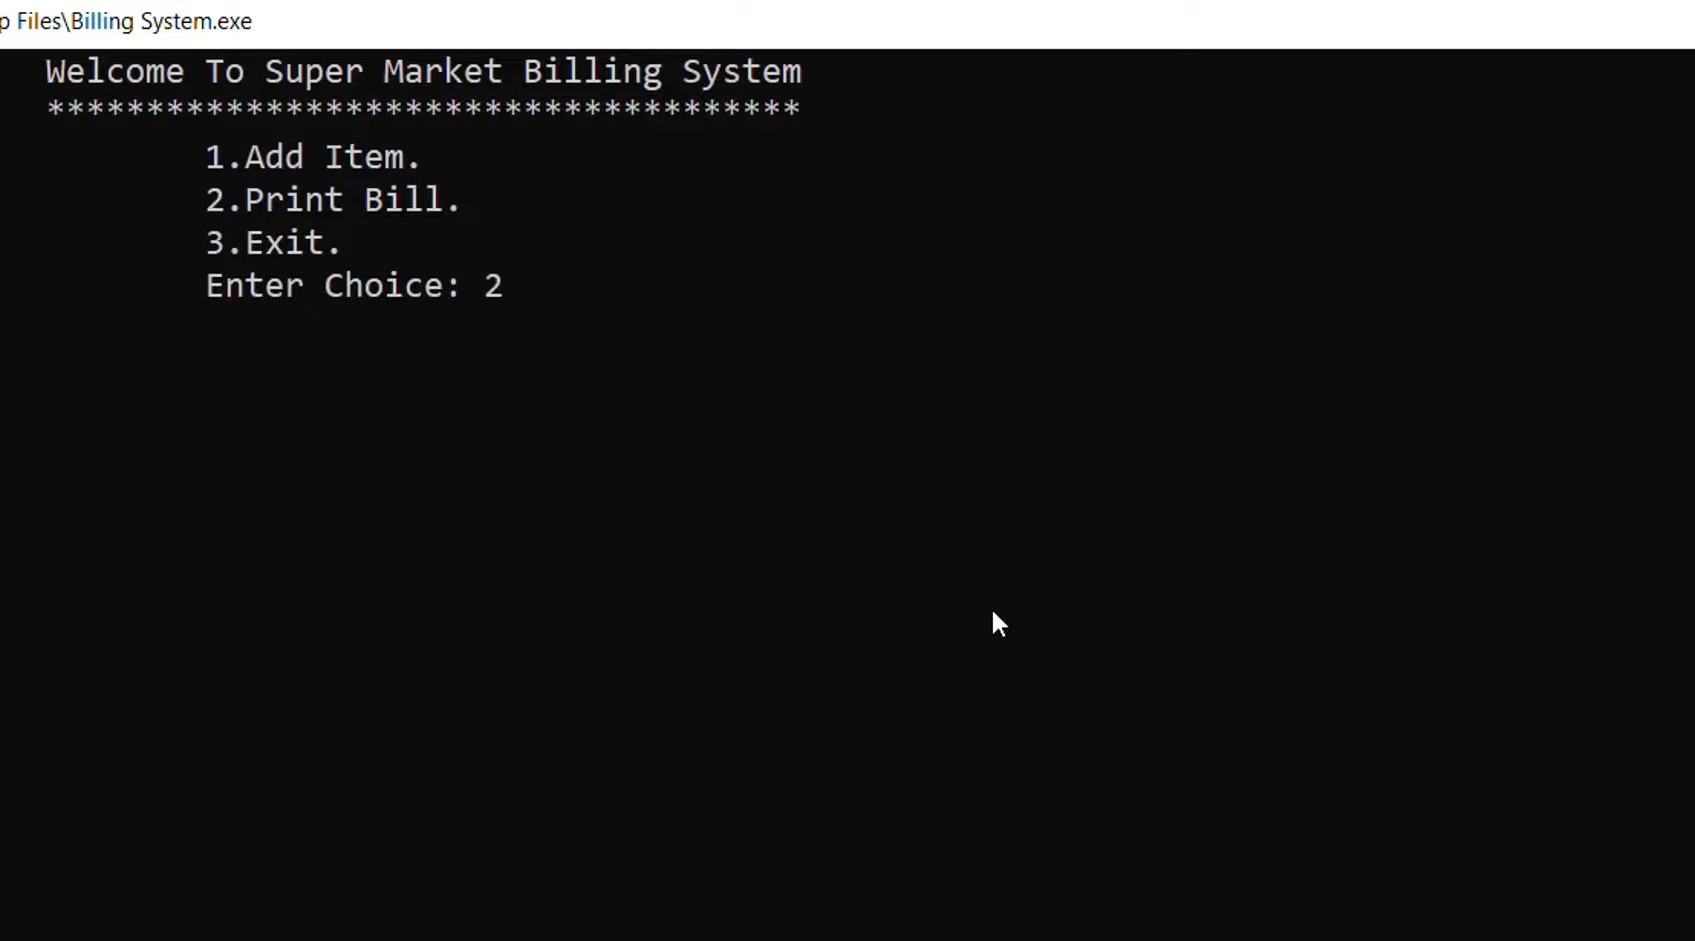 p Files\Billing System.exe
Welcome To Super Market Billing System
**************************************
1.Add Item.
2.Print Bill.
3.Exit.
Enter Choice: 2